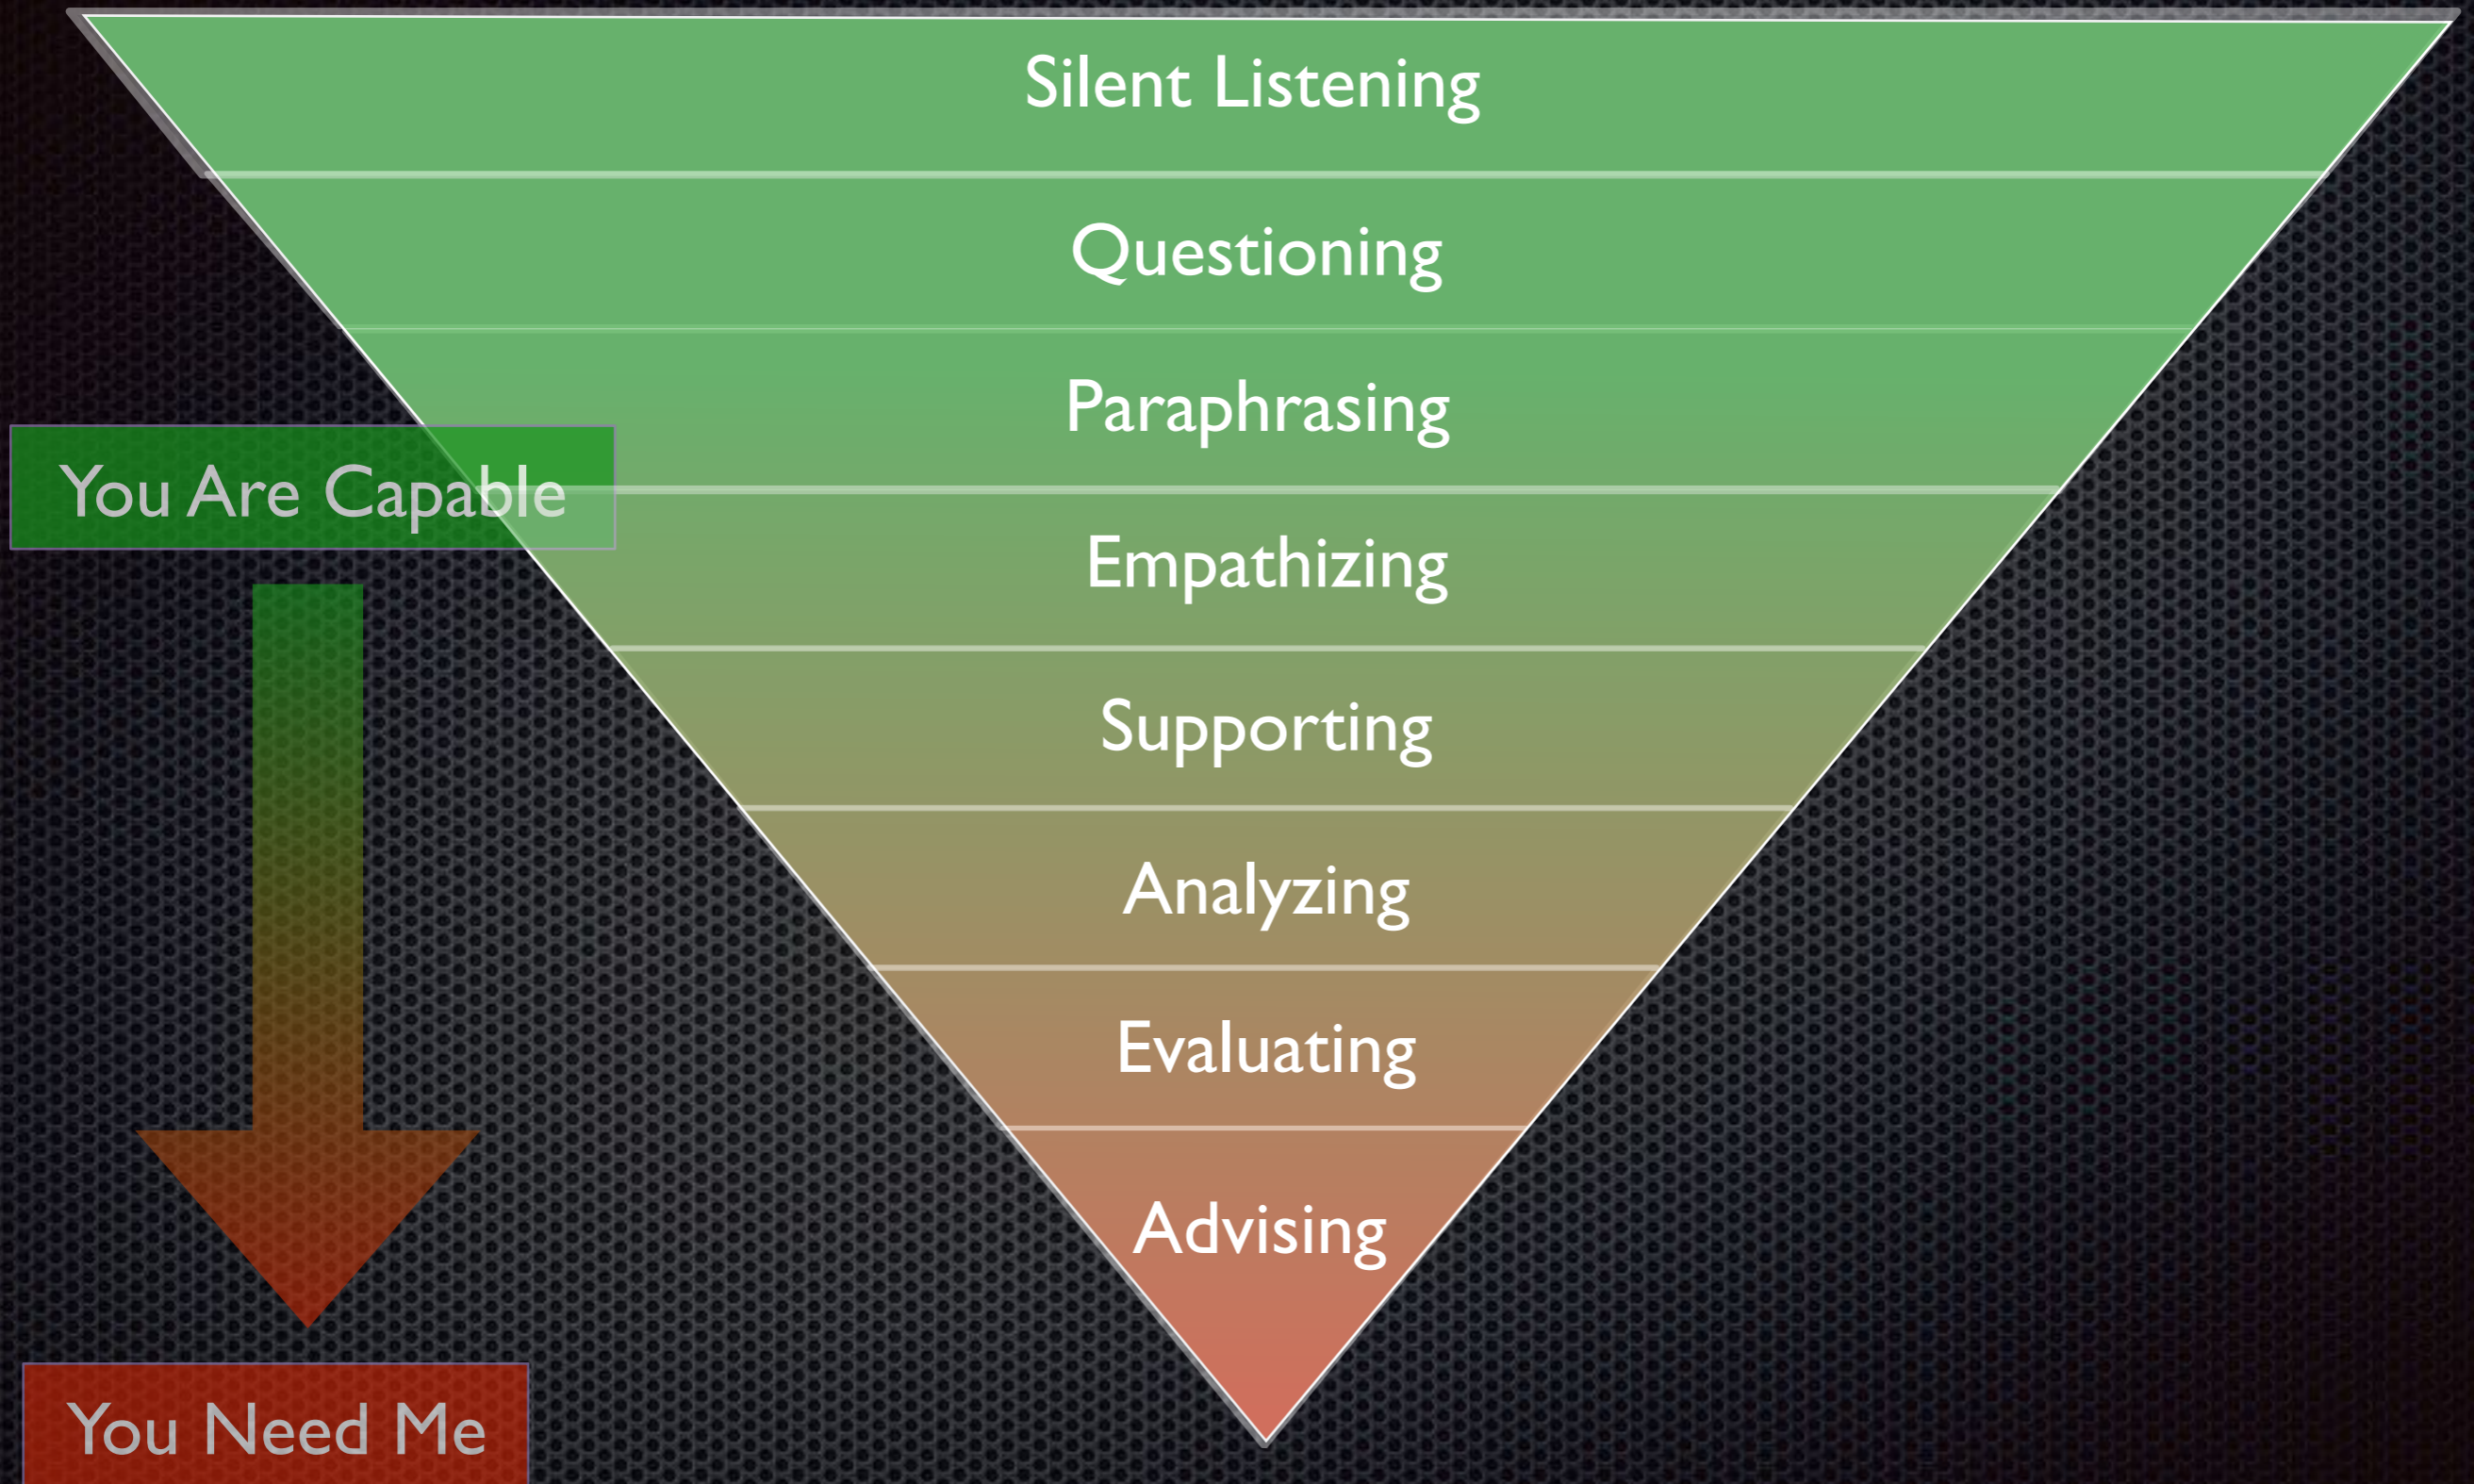 Silent Listening
Questioning
Paraphrasing
You Are Capable
Empathizing
Supporting
Analyzing
Evaluating
Advising
You Need Me